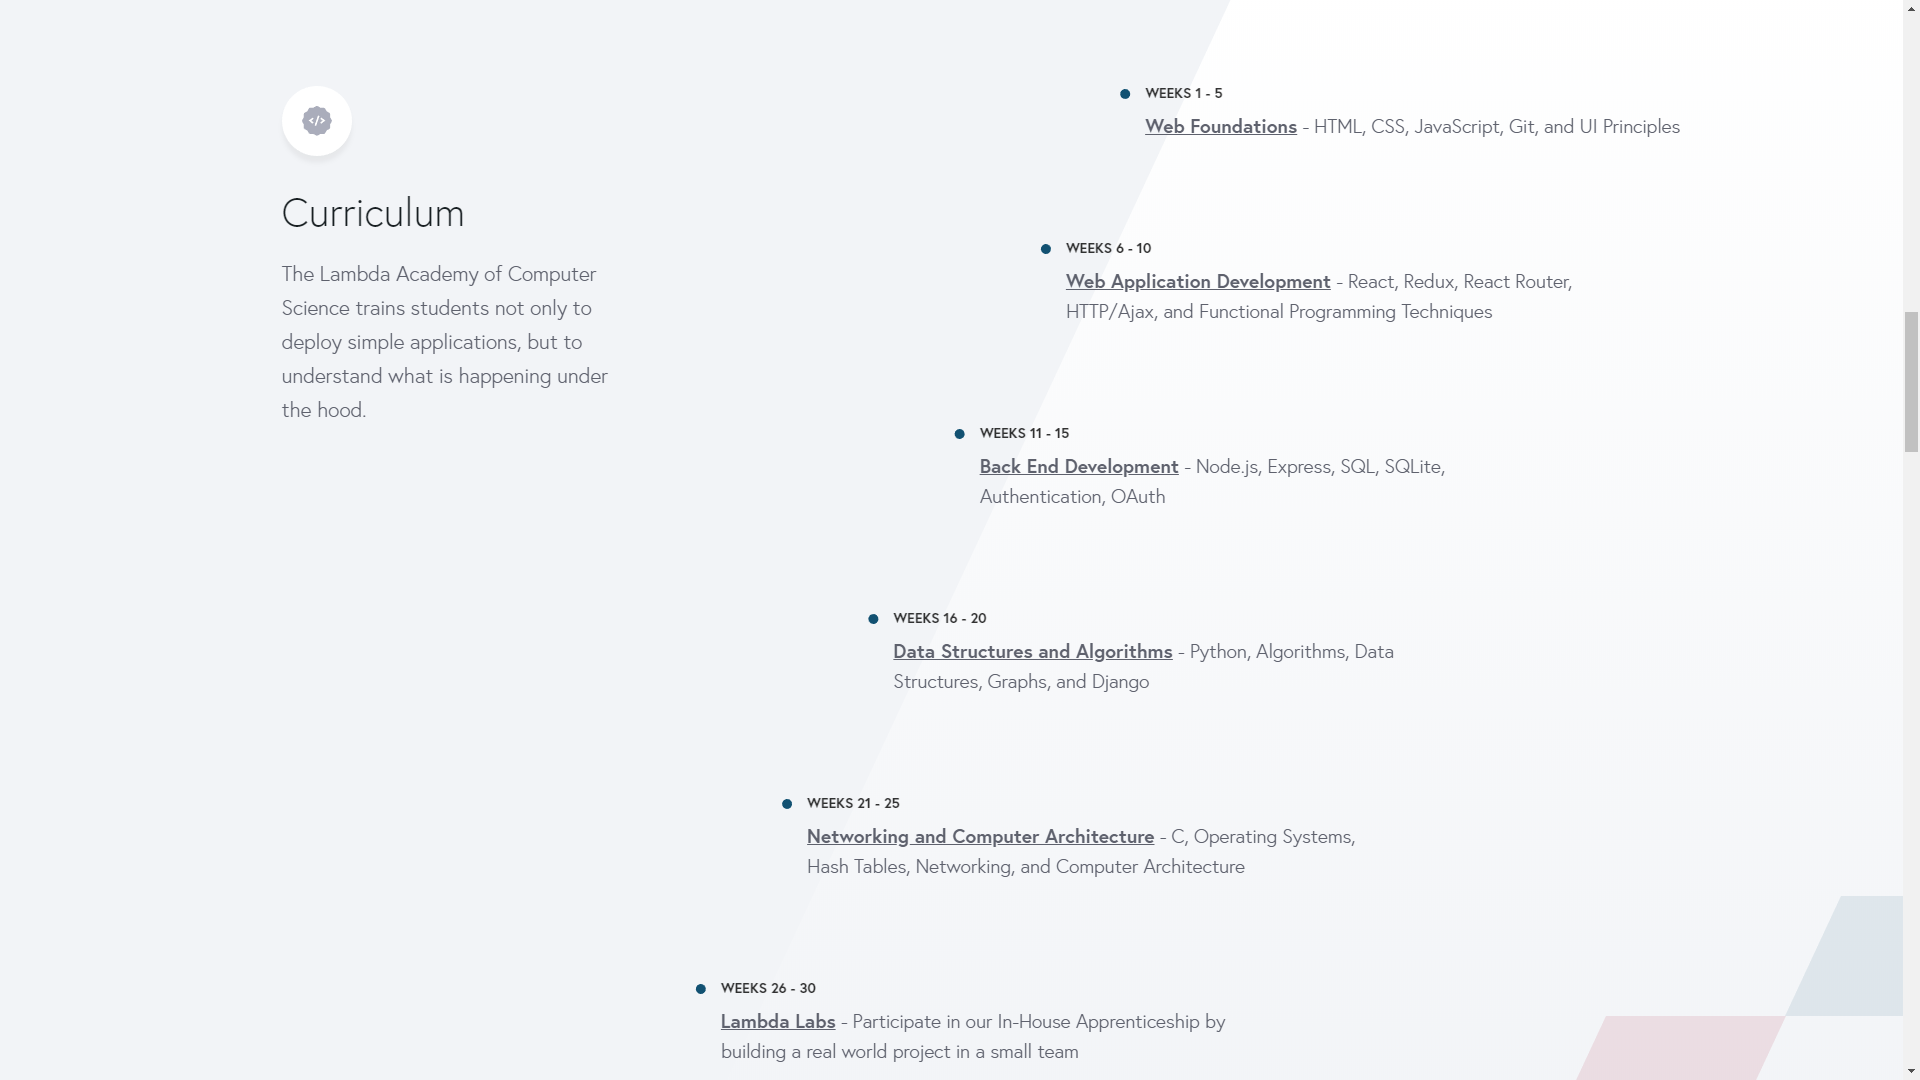 </>
Curriculum
The Lambda Academy of Computer
Science trains students not only to
deploy simple applications, but to
understand what is happening under
the hood.
WEEKS 1 - 5
Web Foundations - HTML, CSS, JavaScript, Git, and UI Principles
WEEKS 6 - 10
Web Application Development - React, Redux, React Router,
HTTP/Ajax, and Functional Programming Techniques
WEEKS 11 - 15
Back End Development - Node.js, Express, SQL, SQLite,
Authentication, OAuth
WEEKS 16 - 20
Data Structures and Algorithms - Python, Algorithms, Data
Structures, Graphs, and Django
WEEKS 21 - 25
Networking and Computer Architecture - C, Operating Systems,
Hash Tables, Networking, and Computer Architecture
WEEKS 26 - 30
Lambda Labs - Participate in our In-House Apprenticeship by
building a real world project in a small team